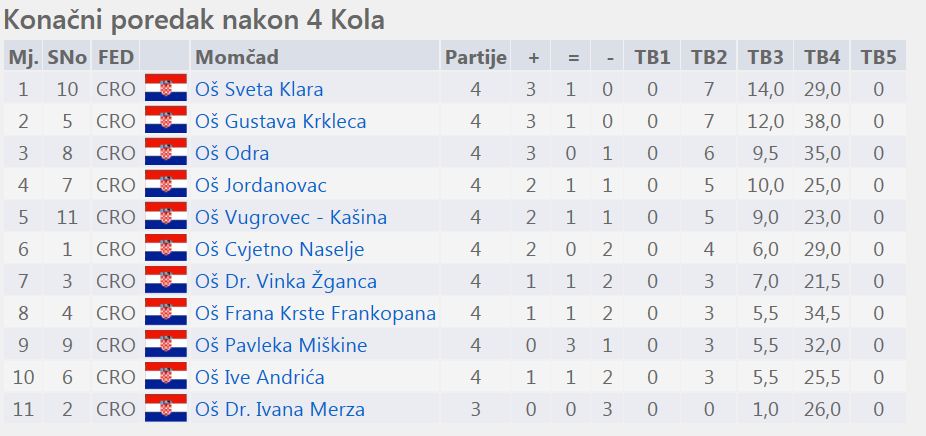 Konačni poredak nakon 4 Kola
Mj. SNo FED Momčad Partije + = - TB1 TB2 TB3 TB4 TB5
1 10 CRO Oš Sveta Klara 4 3 1 0 0 7 14,0 29,0 0
2 5 CRO Oš Gustava Krkleca 4 3 1 0 0 7 12,0 38,0 0
3 8 CRO Oš Odra 4 3 0 1 0 6 9,5 35,0 0
4 7 CRO Oš Jordanovac 4 2 1 1 0 5 10,0 25,0 0
5 11 CRO Oš Vugrovec - Kašina 4 2 1 1 0 5 9,0 23,0 0
6 1 CRO Oš Cvjetno Naselje 4 2 0 2 0 4 6,0 29,0 0
7 3 CRO Oš Dr. Vinka Žganca 4 1 1 2 0 3 7,0 21,5 0
8 4 CRO Oš Frana Krste Frankopana 4 1 1 2 0 3 5,5 34,5 0
9 9 CRO Oš Pavleka Miškine 4 0 3 1 0 3 5,5 32,0 0
10 6 CRO Oš Ive Andrića 4 1 1 2 0 3 5,5 25,5 0
11 2 CRO Oš Dr. Ivana Merza 3 0 0 3 0 0 1,0 26,0 0